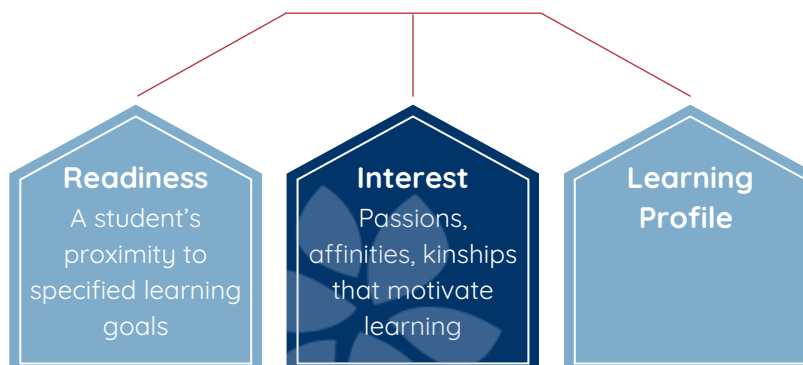 Readiness
A student's
proximity to
specified learning
goals
Interest
Passions,
affinities, kinships
that motivate
learning
Learning
Profile